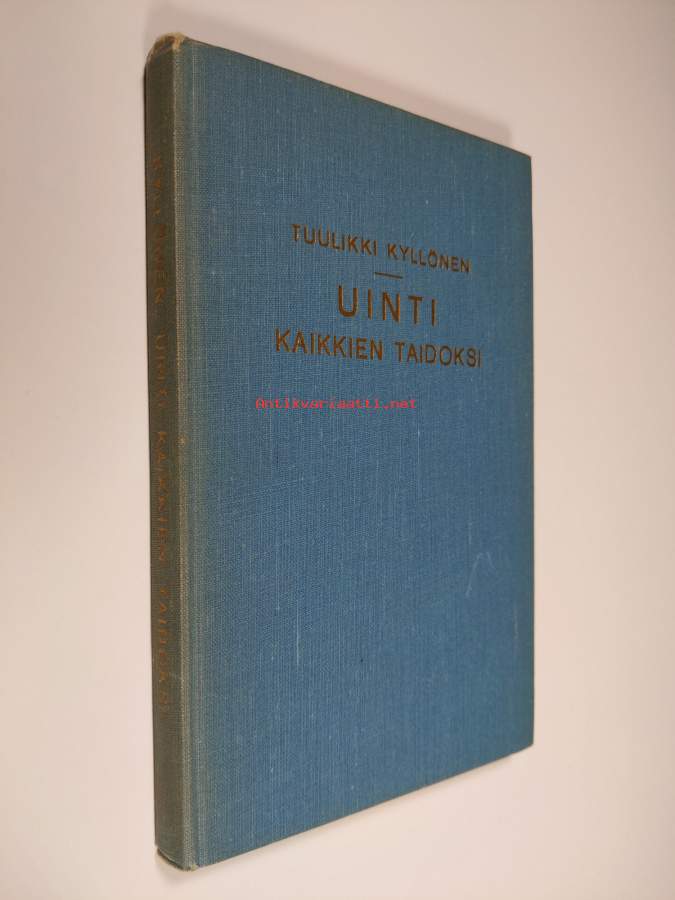 TUULIKKI KYLLÖNEN
UINTI
KAIKKIEN TAIDOKSI
Antikvariaatti.net
KYLLÖNEN UINTI KAIKKIEN TAIDOKSI